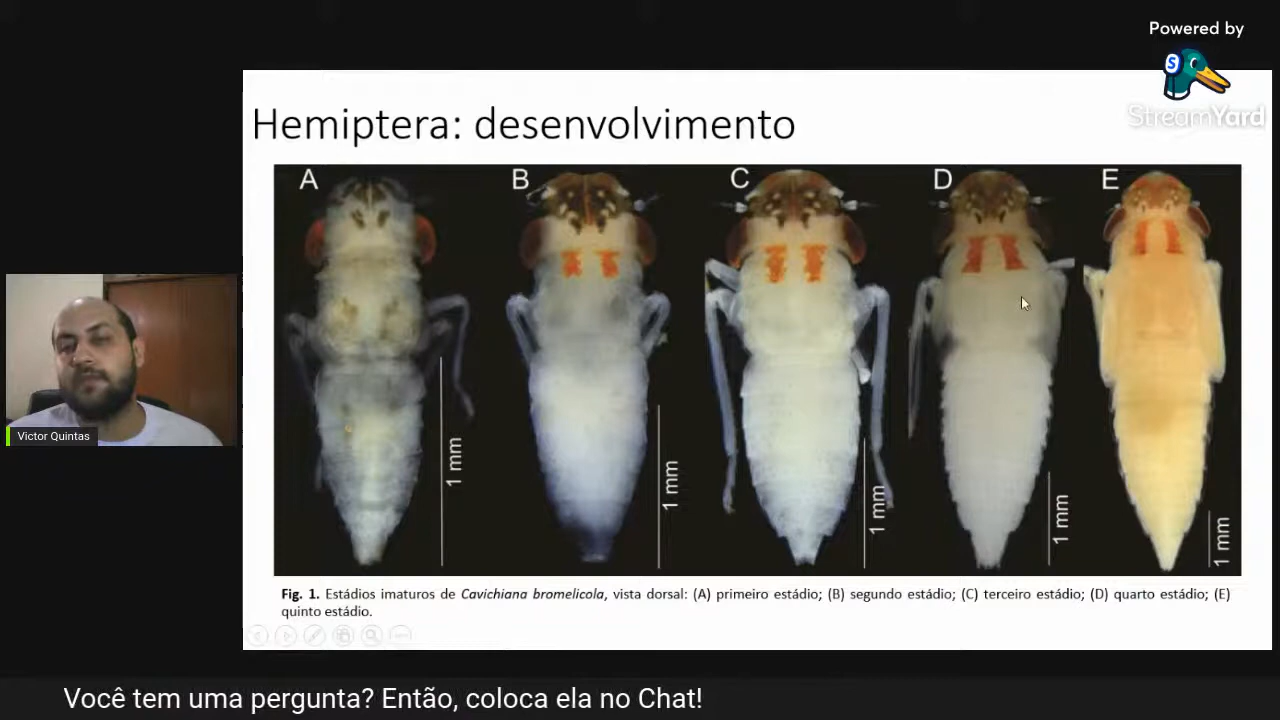 Powered by
S
StreamYard
Hemiptera: desenvolvimento
A B C D E
1 mm 1 mm 1 mm 1 mm 1 mm
Fig. 1. Estádios imaturos de Cavichiana bromelicola, vista dorsal: (A) primeiro estádio; (B) segundo estádio; (C) terceiro estádio; (D) quarto estádio; (E)
quinto estádio.
Victor Quintas
Você tem uma pergunta? Então, coloca ela no Chat!